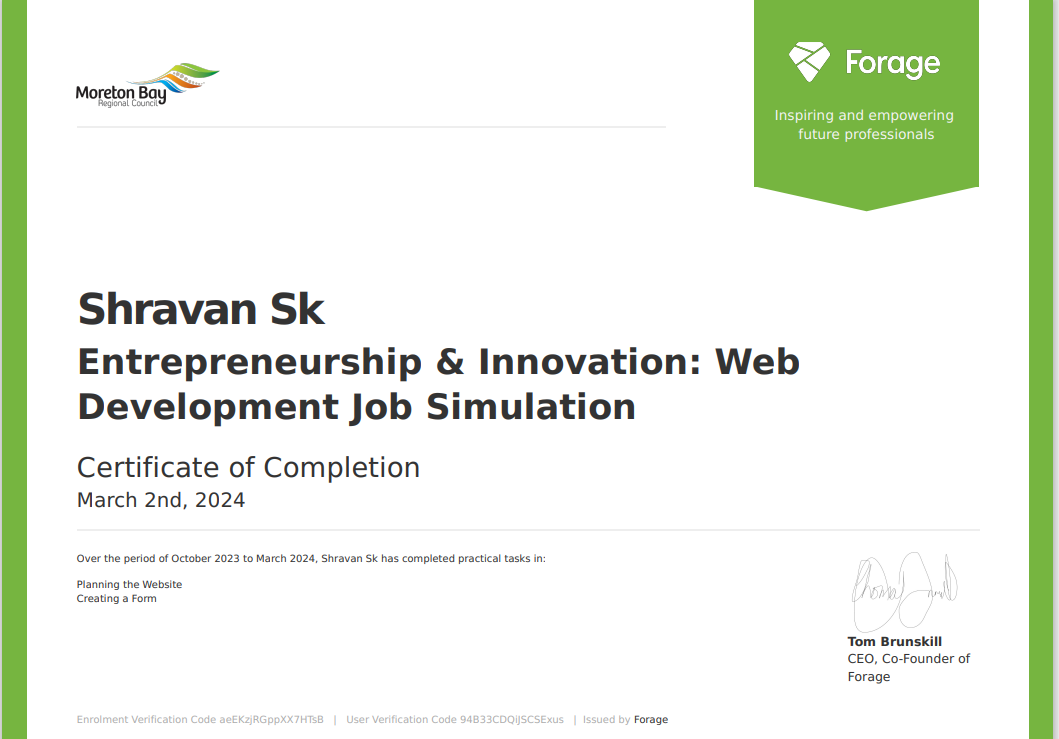 Moreton Bay
Regional Council
Forage
Inspiring and empowering
future professionals
Shravan Sk
Entrepreneurship & Innovation: Web
Development Job Simulation
Certificate of Completion
March 2nd, 2024
Over the period of October 2023 to March 2024, Shravan Sk has completed practical tasks in:
Planning the Website
Creating a Form
Tom Brunskill
CEO, Co-Founder of
Forage
Enrolment Verification Code aeEKzjRGppXX7HTsB | User Verification Code 94B33CDQiJSCSExus | Issued by Forage